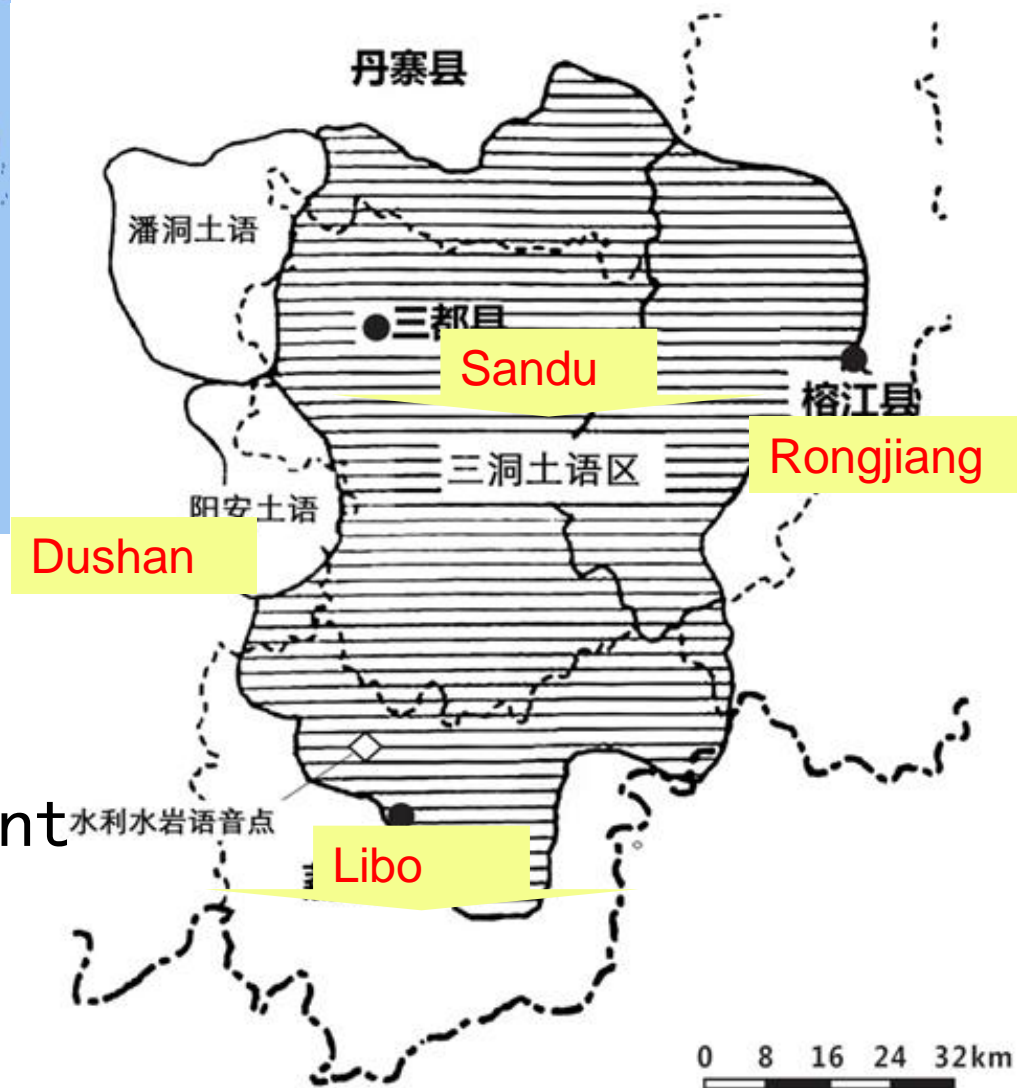 丹寨县
潘洞土语
三都县
Sandu
榕江县
三洞土语区
Rongjiang
阳安土语
Dushan
nt
水利水岩语音点
Libo
0 8 16 24 32km